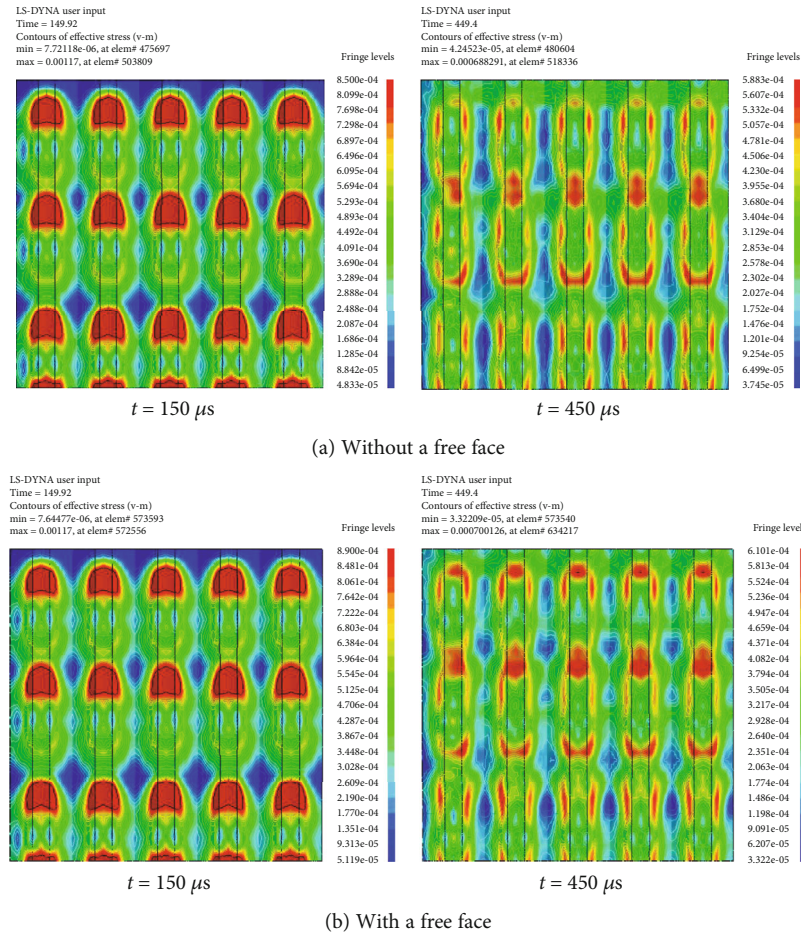 LS-DYNA user input
Time = 149.92
Contours of effective stress (v-m)
min = 7.72118e-06, at elem# 475697
max = 0.00117, at elem# 503809
Fringe levels
8.500e-04
8.099e-04
7.698e-04
7.298e-04
6.897e-04
6.496e-04
6.095e-04
5.694e-04
5.293e-04
4.893e-04
4.492e-04
4.091e-04
3.690e-04
3.289e-04
2.888e-04
2.488e-04
2.087e-04
1.686e-04
1.285e-04
8.842e-05
4.833e-05
t = 150 μs
LS-DYNA user input
Time = 449.4
Contours of effective stress (v-m)
min = 4.24523e-05, at elem# 480604
max = 0.000688291, at elem# 518336
Fringe levels
5.883e-04
5.607e-04
5.332e-04
5.057e-04
4.781e-04
4.506e-04
4.230e-04
3.955e-04
3.680e-04
3.404e-04
3.129e-04
2.853e-04
2.578e-04
2.302e-04
2.027e-04
1.752e-04
1.476e-04
1.201e-04
9.254e-05
6.499e-05
3.745e-05
t = 450 μs
(a) Without a free face
LS-DYNA user input
Time = 149.92
Contours of effective stress (v-m)
min = 7.64477e-06, at elem# 573593
max = 0.00117, at elem# 572556
Fringe levels
8.900e-04
8.481e-04
8.061e-04
7.642e-04
7.222e-04
6.803e-04
6.384e-04
5.964e-04
5.545e-04
5.125e-04
4.706e-04
4.287e-04
3.867e-04
3.448e-04
3.028e-04
2.609e-04
2.190e-04
1.770e-04
1.351e-04
9.313e-05
5.119e-05
t = 150 μs
LS-DYNA user input
Time = 449.4
Contours of effective stress (v-m)
min = 3.32209e-05, at elem# 573540
max = 0.000700126, at elem# 634217
Fringe levels
6.101e-04
5.813e-04
5.524e-04
5.236e-04
4.947e-04
4.659e-04
4.371e-04
4.082e-04
3.794e-04
3.505e-04
3.217e-04
2.928e-04
2.640e-04
2.351e-04
2.063e-04
1.774e-04
1.486e-04
1.198e-04
9.091e-05
6.207e-05
3.322e-05
t = 450 μs
(b) With a free face